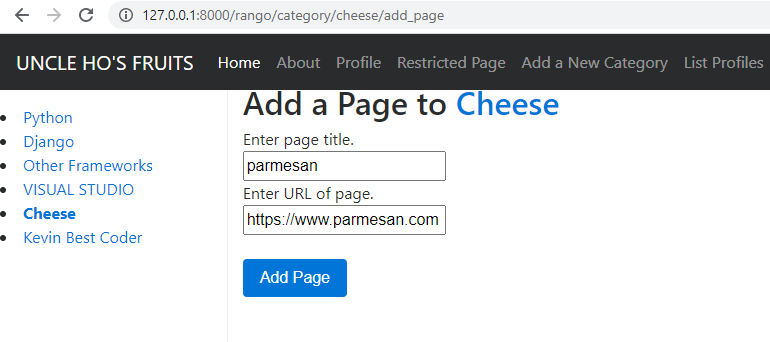 127.0.0.1:8000/rango/category/cheese/add_page
UNCLE HO'S FRUITS Home About Profile Restricted Page Add a New Category List Profiles
Python
Django
Other Frameworks
VISUAL STUDIO
Cheese
Kevin Best Coder
Add a Page to Cheese
Enter page title.
parmesan
Enter URL of page.
https://www.parmesan.com
Add Page